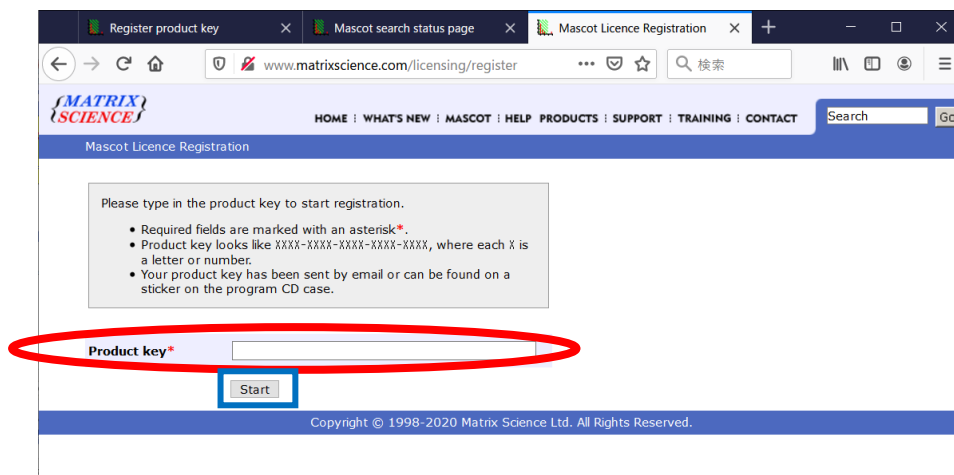 Register product key
Mascot search status page
Mascot Licence Registration
www.matrixscience.com/licensing/register
検索
{MATRIX}
{SCIENCE}
HOME : WHAT'S NEW : MASCOT : HELP PRODUCTS : SUPPORT : TRAINING : CONTACT
Search
Go
Mascot Licence Registration
Please type in the product key to start registration.
• Required fields are marked with an asterisk*.
• Product key looks like XXXX-XXXX-XXXX-XXXX-XXXX, where each X is
a letter or number.
• Your product key has been sent by email or can be found on a
sticker on the program CD case.
Product key*
Start
Copyright © 1998-2020 Matrix Science Ltd. All Rights Reserved.